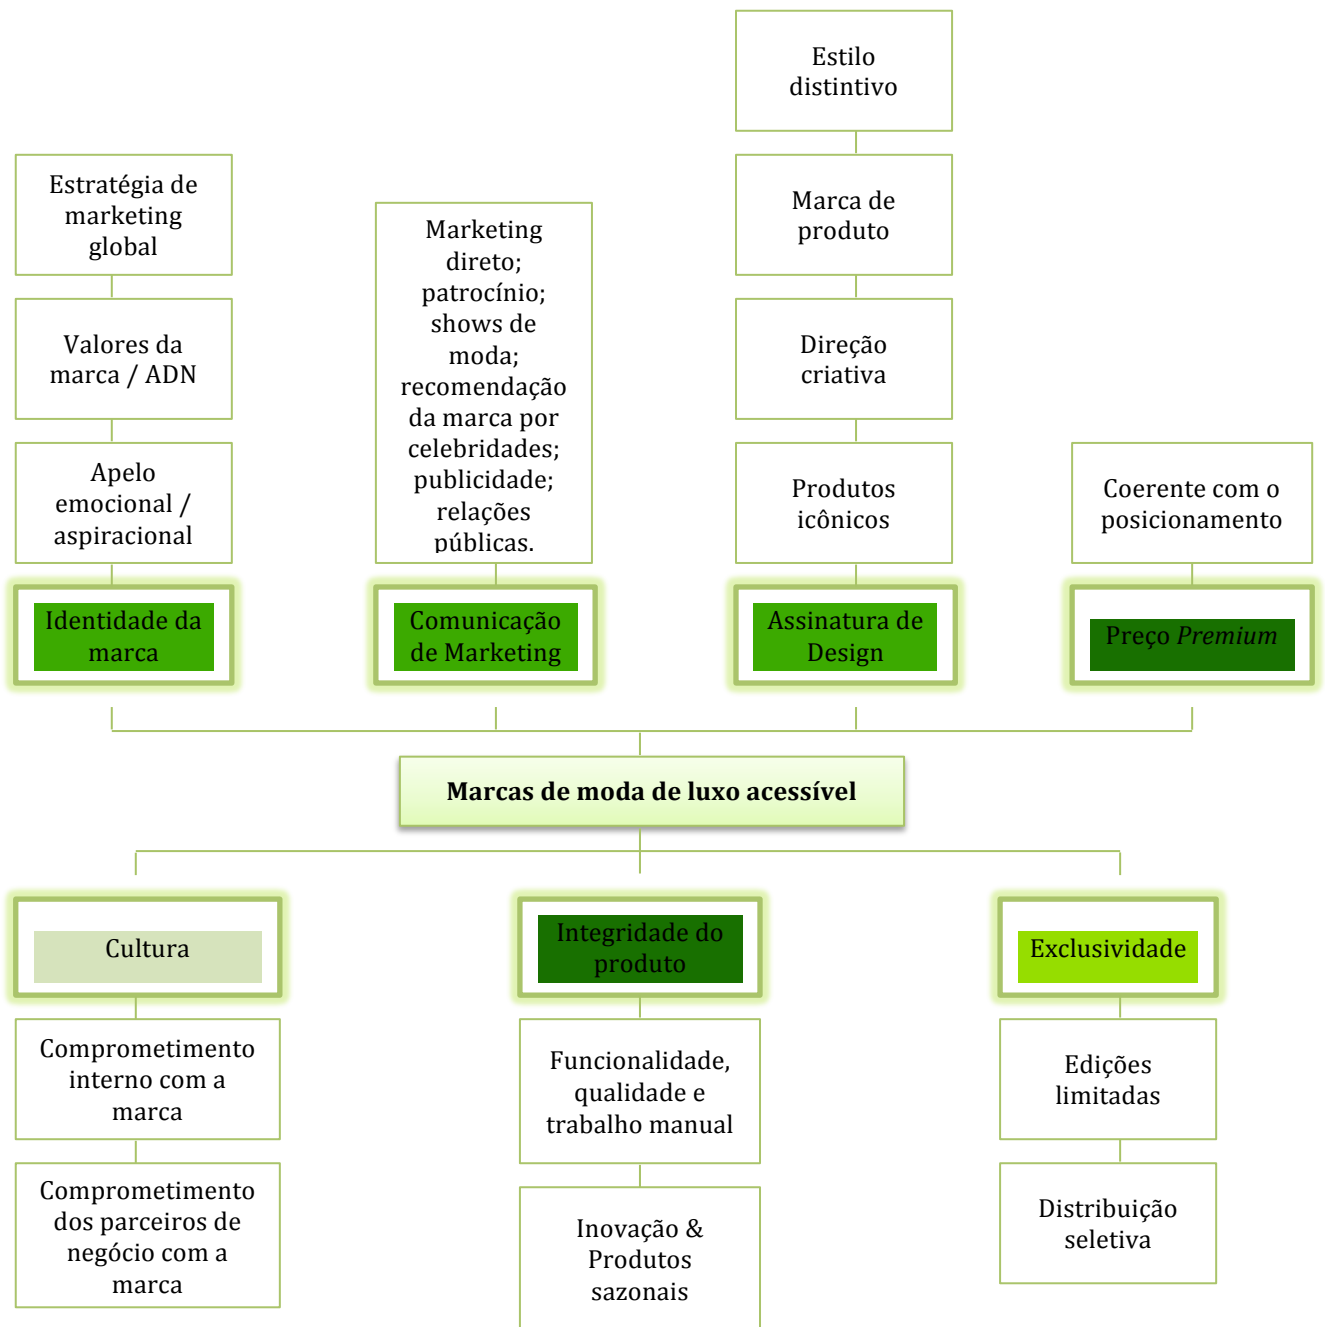 Estilo
distintivo
Estratégia de
marketing
global
Marca de
produto
Marketing
direto;
patrocínio;
shows de
moda;
recomendação
da marca por
celebridades;
publicidade;
relações
públicas.
Valores da
marca / ADN
Direção
criativa
Apelo
emocional /
aspiracional
Produtos
icônicos
Coerente com o
posicionamento
Identidade da
marca
Comunicação
de Marketing
Assinatura de
Design
Preço Premium
Marcas de moda de luxo acessível
Cultura
Integridade do
produto
Exclusividade
Comprometimento
interno com a
marca
Funcionalidade,
qualidade e
trabalho manual
Edições
limitadas
Comprometimento
dos parceiros de
negócio com a
marca
Inovação &
Produtos
sazonais
Distribuição
seletiva